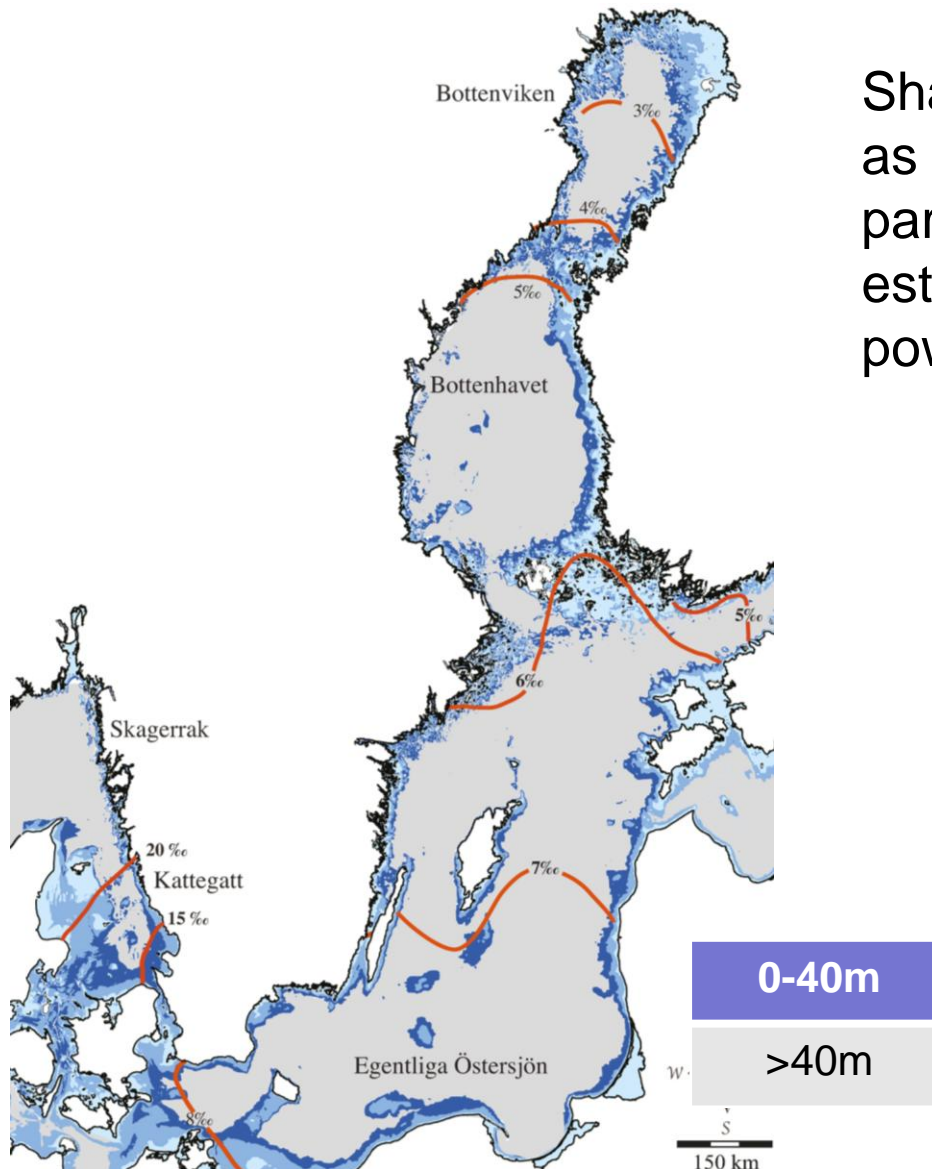 Bottenviken
3‰
4‰
5‰
Bottenhavet
5‰
6‰
Skagerrak
20 ‰
Kattegatt
15 ‰
7‰
Egentliga Östersjön
8‰
as
0-40m
>40m
W
S
150 km